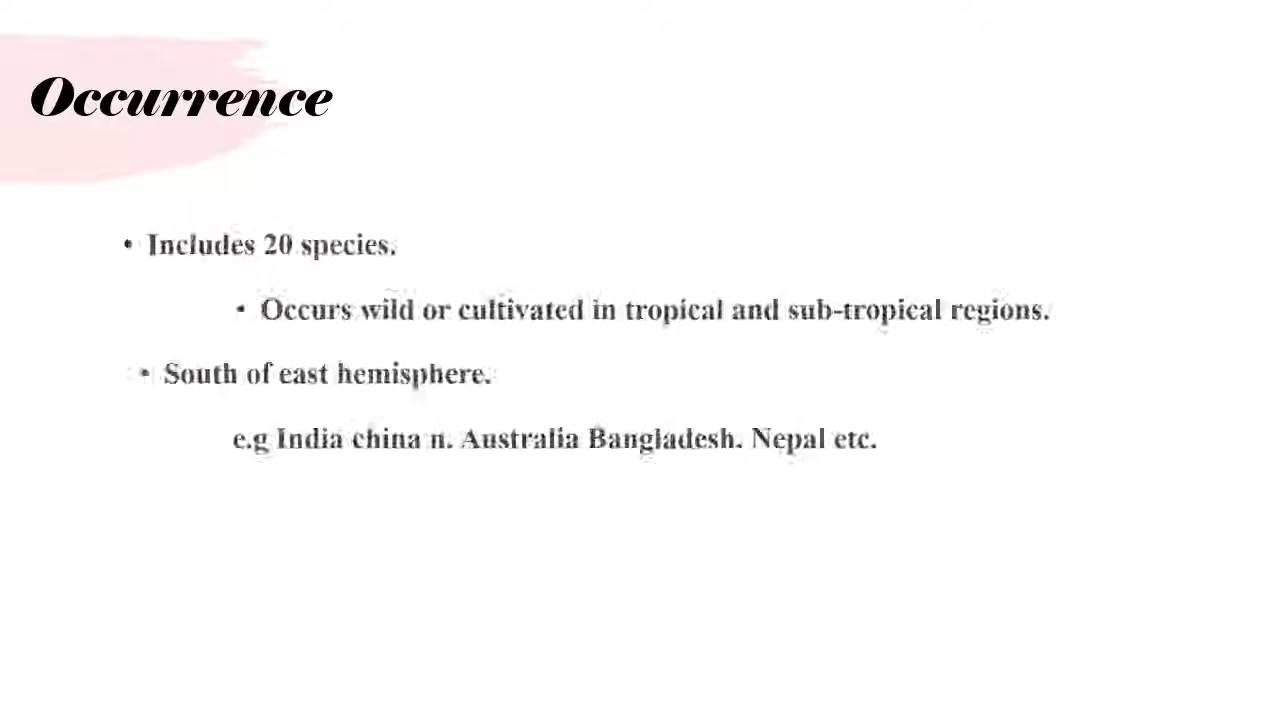 Occurrence
• Includes 20 species.
• Occurs wild or cultivated in tropical and sub-tropical regions.
• South of east hemisphere.
e.g India china n. Australia Bangladesh. Nepal etc.